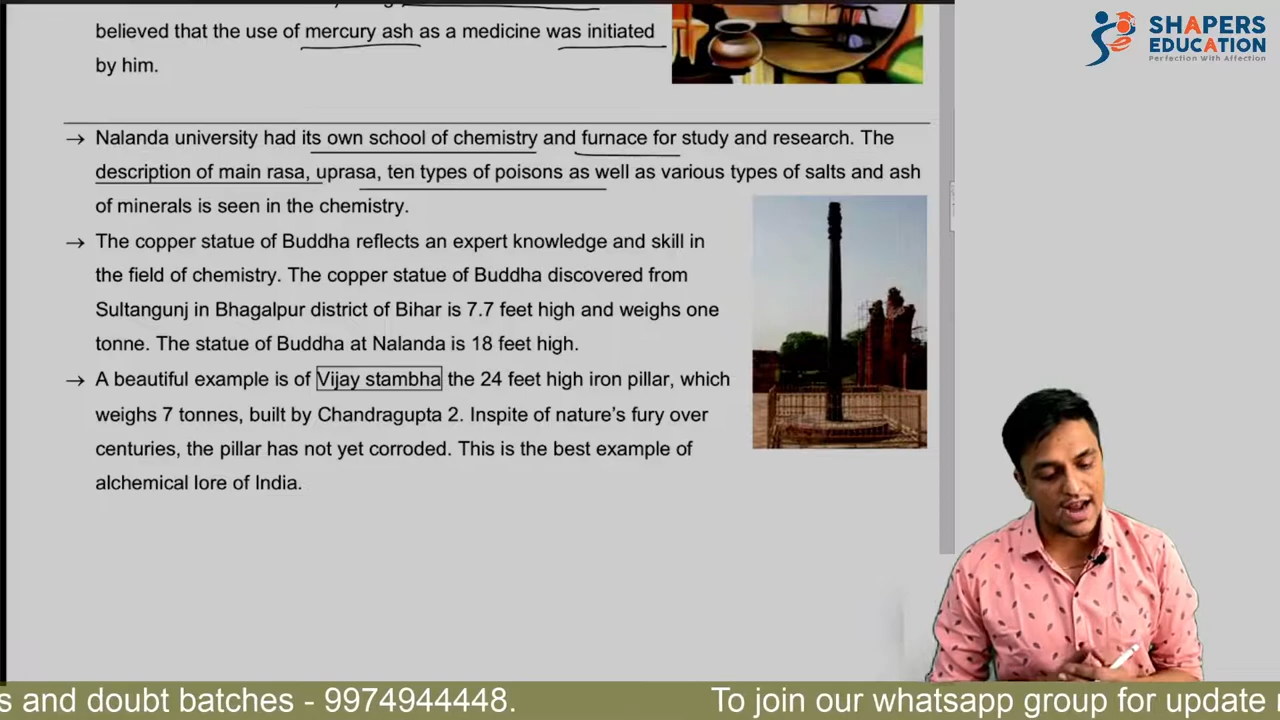 believed that the use of mercury ash as a medicine was initiated
by him.
SHAPERS
EDUCATION
Perfection With Affection
→ Nalanda university had its own school of chemistry and furnace for study and research. The
description of main rasa, uprasa, ten types of poisons as well as various types of salts and ash
of minerals is seen in the chemistry.
→ The copper statue of Buddha reflects an expert knowledge and skill in
the field of chemistry. The copper statue of Buddha discovered from
Sultangunj in Bhagalpur district of Bihar is 7.7 feet high and weighs one
tonne. The statue of Buddha at Nalanda is 18 feet high.
→ A beautiful example is of Vijay stambha the 24 feet high iron pillar, which
weighs 7 tonnes, built by Chandragupta 2. Inspite of nature's fury over
centuries, the pillar has not yet corroded. This is the best example of
alchemical lore of India.
s and doubt batches - 9974944448. To join our whatsapp group for update